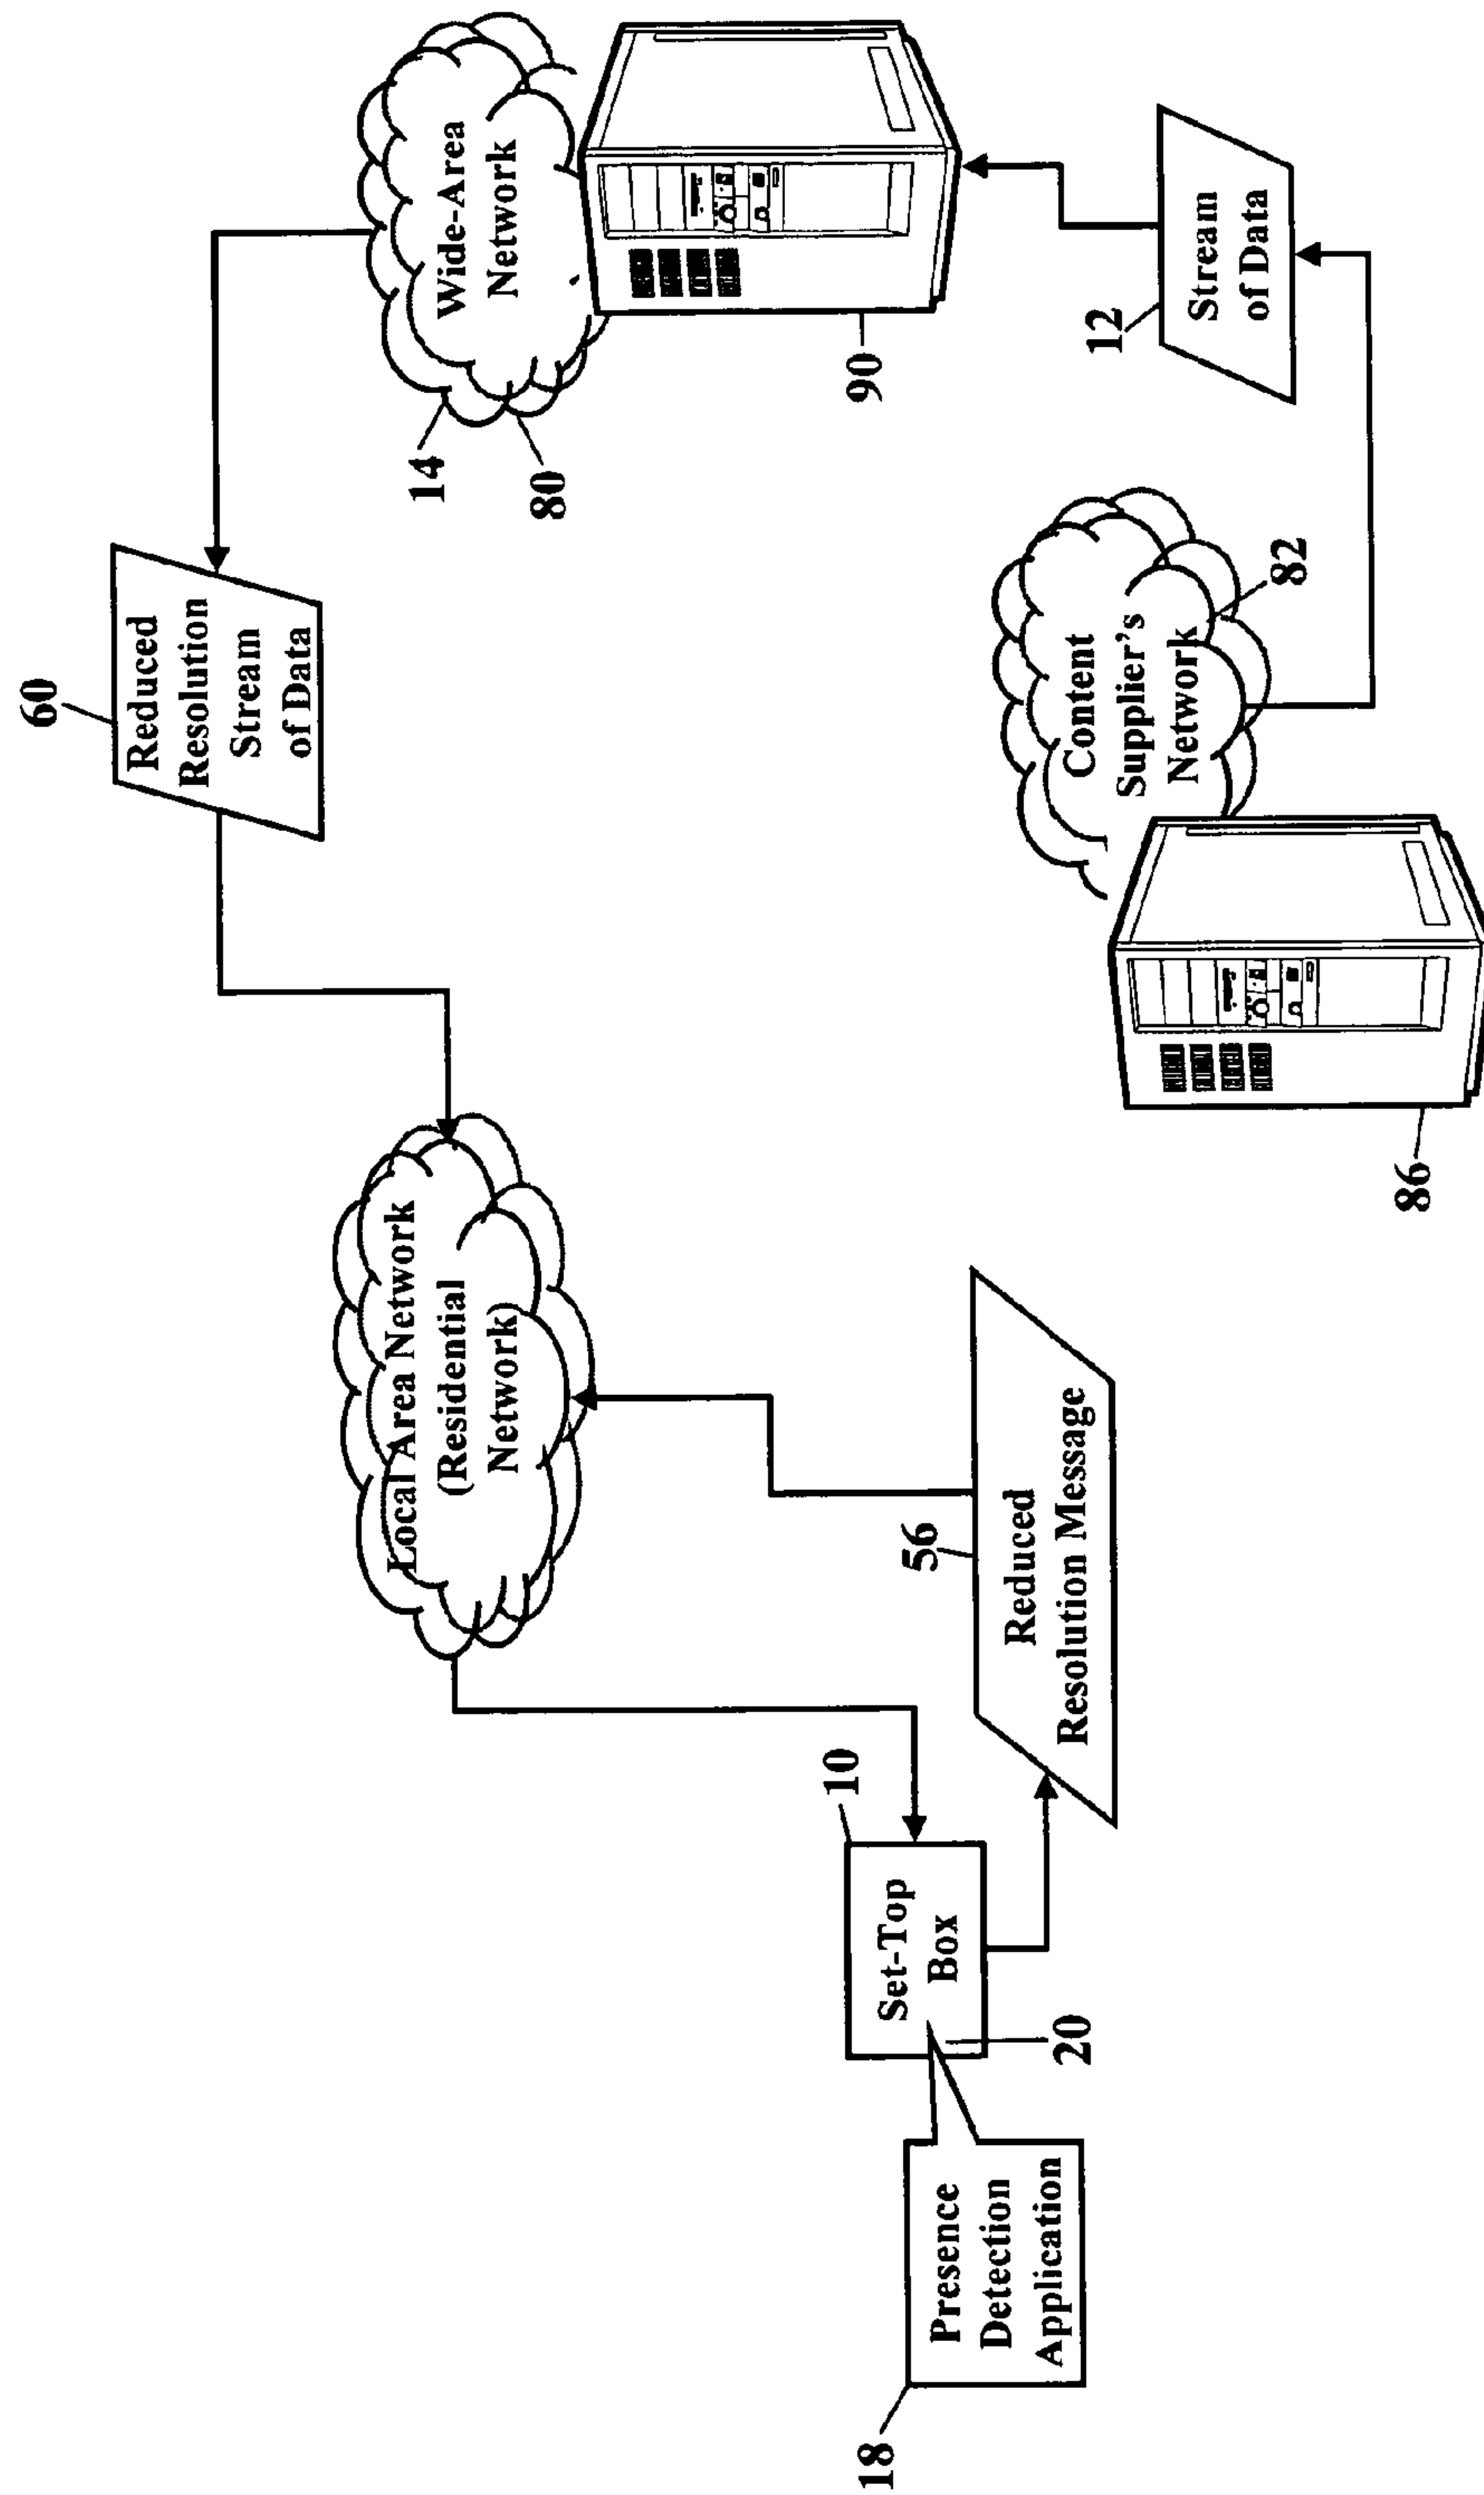 60
Reduced
Resolution
Stream
of Data
Wide-Area
Network
14
80
90
Local Area Network
(Residential
Network)
Content
Supplier's
Network
82
12
Stream
of Data
86
10
Set-Top
Box
20
56
Reduced
Resolution Message
18
Presence
Detection
Application